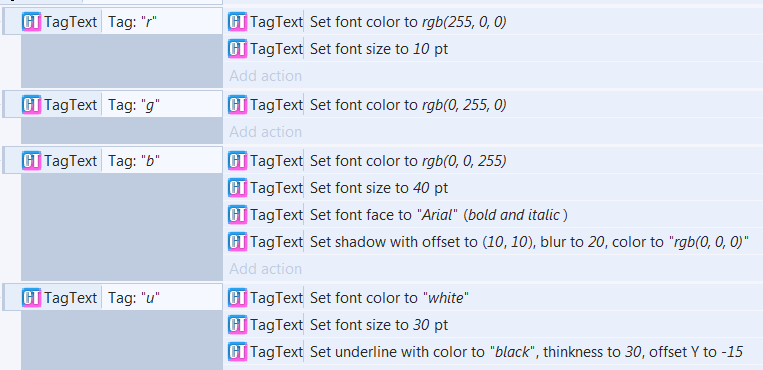 TagText Tag: "r" TagText Set font color to rgb(255, 0, 0)
TagText Set font size to 10 pt
Add action
TagText Tag: "g" TagText Set font color to rgb(0, 255, 0)
Add action
TagText Tag: "b" TagText Set font color to rgb(0, 0, 255)
TagText Set font size to 40 pt
TagText Set font face to "Arial" (bold and italic )
TagText Set shadow with offset to (10, 10), blur to 20, color to "rgb(0, 0, 0)"
Add action
TagText Tag: "u" TagText Set font color to "white"
TagText Set font size to 30 pt
TagText Set underline with color to "black", thinkness to 30, offset Y to -15